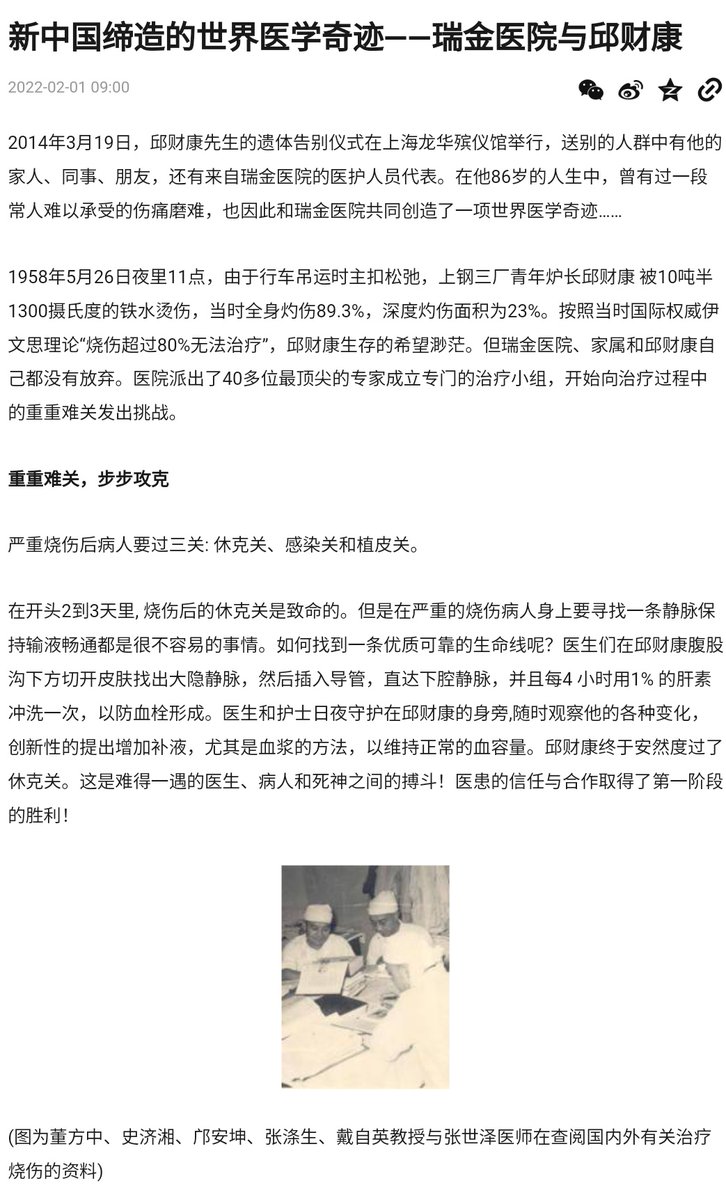 新中国缔造的世界医学奇迹——瑞金医院与邱财康
2022-02-01 09:00
2014年3月19日，邱财康先生的遗体告别仪式在上海龙华殡仪馆举行，送别的人群中有他的
家人、同事、朋友，还有来自瑞金医院的医护人员代表。在他86岁的人生中，曾有过一段
常人难以承受的伤痛磨难，也因此和瑞金医院共同创造了一项世界医学奇迹……
1958年5月26日夜里11点，由于行车吊运时主扣松弛，上钢三厂青年炉长邱财康 被10吨半
1300摄氏度的铁水烫伤，当时全身灼伤89.3%，深度灼伤面积为23%。按照当时国际权威伊
文思理论“烧伤超过80%无法治疗”，邱财康生存的希望渺茫。但瑞金医院、家属和邱财康自
己都没有放弃。医院派出了40多位最顶尖的专家成立专门的治疗小组，开始向治疗过程中
的重重难关发出挑战。
重重难关，步步攻克
严重烧伤后病人要过三关: 休克关、感染关和植皮关。
在开头2到3天里, 烧伤后的休克关是致命的。但是在严重的烧伤病人身上要寻找一条静脉保
持输液畅通都是很不容易的事情。如何找到一条优质可靠的生命线呢？医生们在邱财康腹股
沟下方切开皮肤找出大隐静脉，然后插入导管，直达下腔静脉，并且每4 小时用1% 的肝素
冲洗一次，以防血栓形成。医生和护士日夜守护在邱财康的身旁,随时观察他的各种变化，
创新性的提出增加补液，尤其是血浆的方法，以维持正常的血容量。邱财康终于安然度过了
休克关。这是难得一遇的医生、病人和死神之间的搏斗！医患的信任与合作取得了第一阶段
的胜利！
(图为董方中、史济湘、邝安坤、张涤生、戴自英教授与张世泽医师在查阅国内外有关治疗
烧伤的资料)